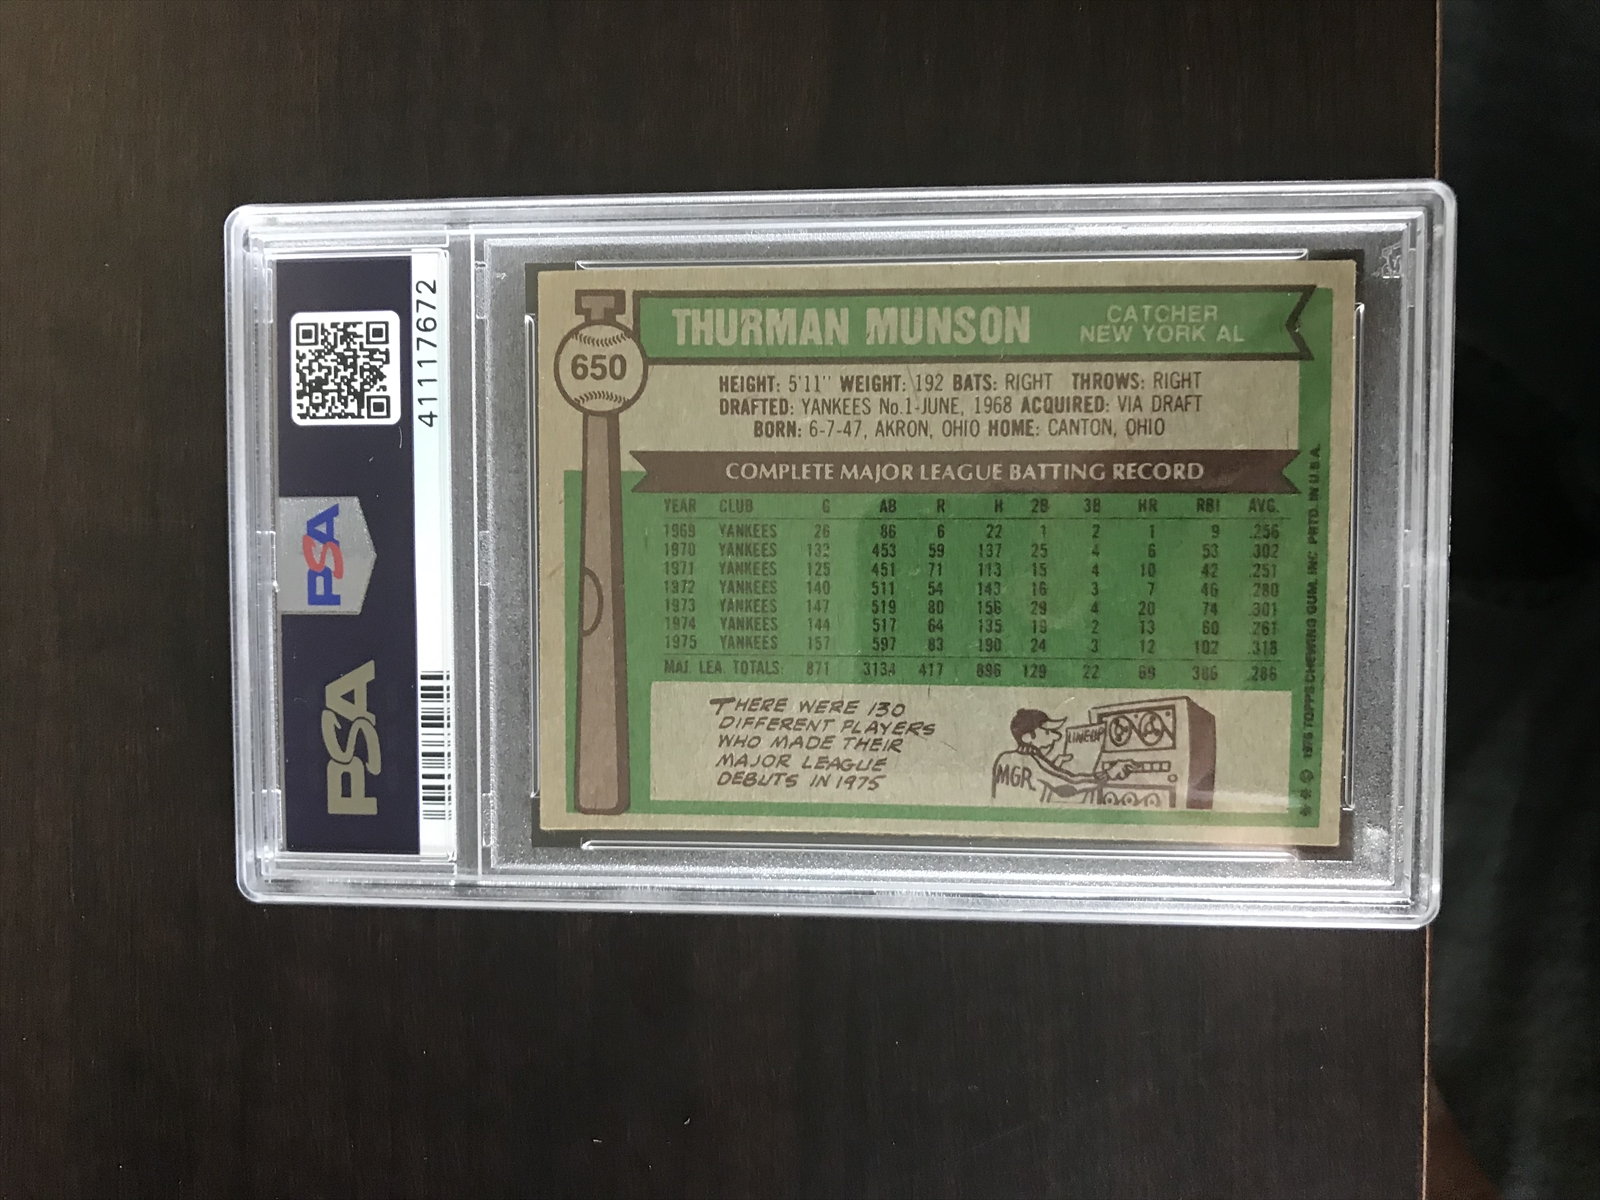 PSA
PSA
41117672
650
THURMAN MUNSON
CATCHER
NEW YORK AL
HEIGHT: 5'11" WEIGHT: 192 BATS: RIGHT THROWS: RIGHT
DRAFTED: YANKEES No.1-JUNE, 1968 ACQUIRED: VIA DRAFT
BORN: 6-7-47, AKRON, OHIO HOME: CANTON, OHIO
COMPLETE MAJOR LEAGUE BATTING RECORD
YEAR CLUB G AB R H 2B 3B HR RBI AVG.
1969 YANKEES 26 86 6 22 1 2 1 9 .256
1970 YANKEES 132 453 59 137 25 4 6 53 .302
1971 YANKEES 125 451 71 113 15 4 10 42 .251
1972 YANKEES 140 511 54 143 16 3 7 46 .280
1973 YANKEES 147 519 80 156 29 4 20 74 .301
1974 YANKEES 144 517 64 135 19 2 13 60 .261
1975 YANKEES 157 597 83 190 24 3 12 102 .318
MAJ. LEA. TOTALS: 871 3134 417 896 129 22 69 386 .286
THERE WERE 130
DIFFERENT PLAYERS
WHO MADE THEIR
MAJOR LEAGUE
DEBUTS IN 1975
LINEUP
MGR.
*** © 1976 TOPPS CHEWING GUM, INC. PRTD. IN U.S.A.